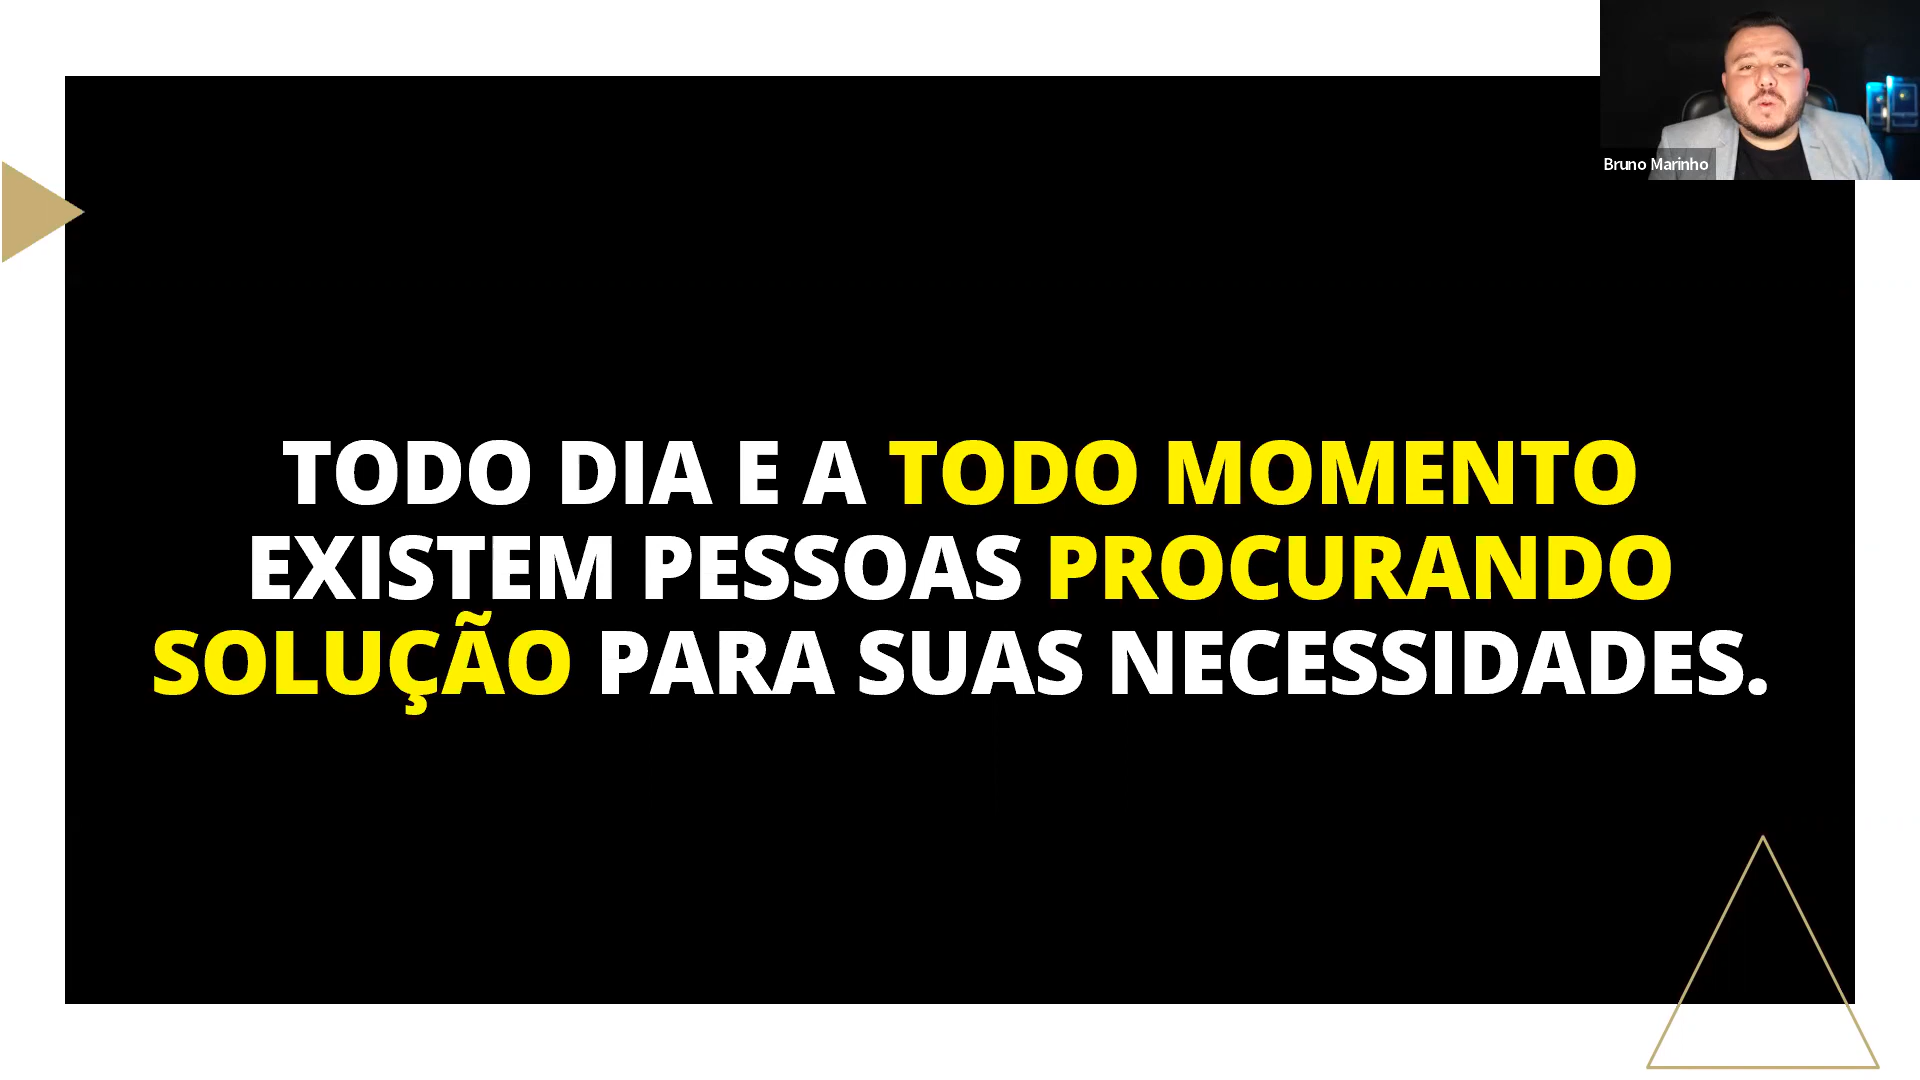 Bruno Marinho
TODO DIA E A TODO MOMENTO
EXISTEM PESSOAS PROCURANDO
SOLUÇÃO PARA SUAS NECESSIDADES.